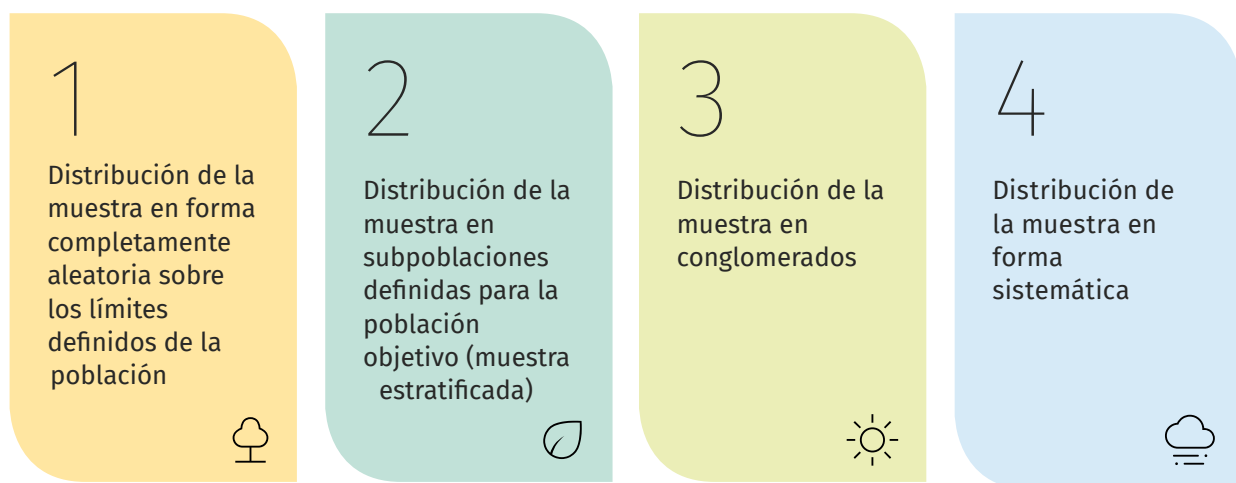 1
Distribución de la
muestra en forma
completamente
aleatoria sobre
los límites
definidos de la
población
2
Distribución de la
muestra en
subpoblaciones
definidas para la
población
objetivo (muestra
estratificada)
3
Distribución de la
muestra en
conglomerados
4
Distribución de
la muestra en
forma
sistemática